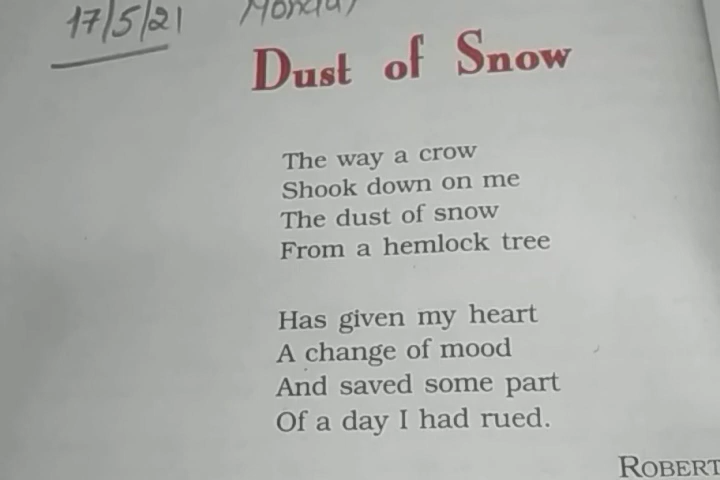 17/5/21 Monday
Dust of Snow
The way a crow
Shook down on me
The dust of snow
From a hemlock tree
Has given my heart
A change of mood
And saved some part
Of a day I had rued.
ROBERT